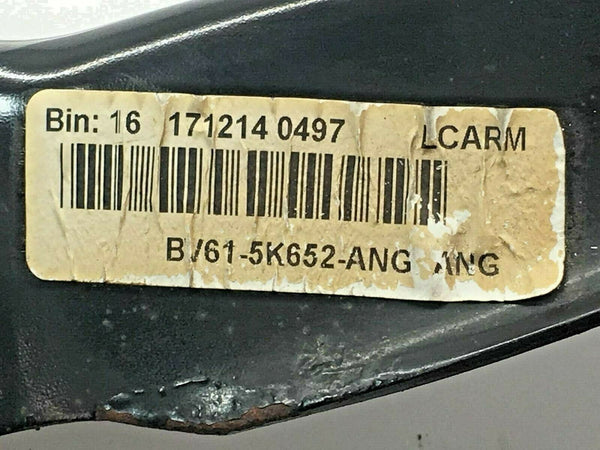 Bin: 16 171214 0497 LCARM
BV61-5K652-ANG ANG